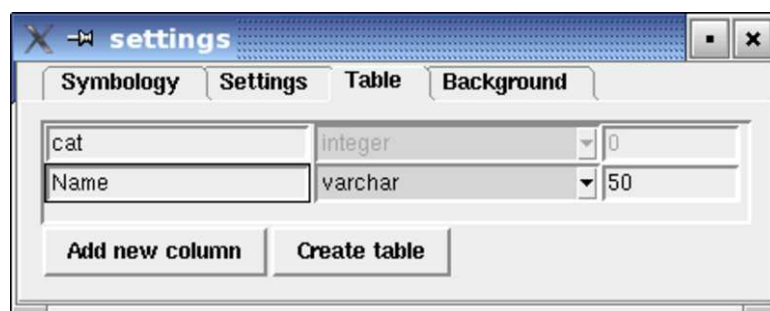 settings
Symbology Settings Table Background
cat integer 0
Name varchar 50
Add new column Create table